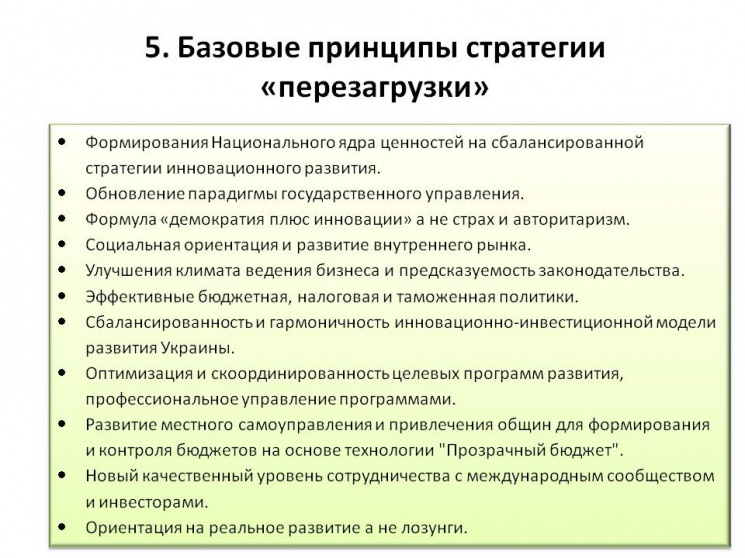 5. Базовые принципы стратегии
«перезагрузки»
• Формирования Национального ядра ценностей на сбалансированной
стратегии инновационного развития.
• Обновление парадигмы государственного управления.
• Формула «демократия плюс инновации» а не страх и авторитаризм.
• Социальная ориентация и развитие внутреннего рынка.
• Улучшения климата ведения бизнеса и предсказуемость законодательства.
• Эффективные бюджетная, налоговая и таможенная политики.
• Сбалансированность и гармоничность инновационно-инвестиционной модели
развития Украины.
• Оптимизация и скоординированность целевых программ развития,
профессиональное управление программами.
• Развитие местного самоуправления и привлечения общин для формирования
и контроля бюджетов на основе технологии "Прозрачный бюджет".
• Новый качественный уровень сотрудничества с международным сообществом
и инвесторами.
• Ориентация на реальное развитие а не лозунги.